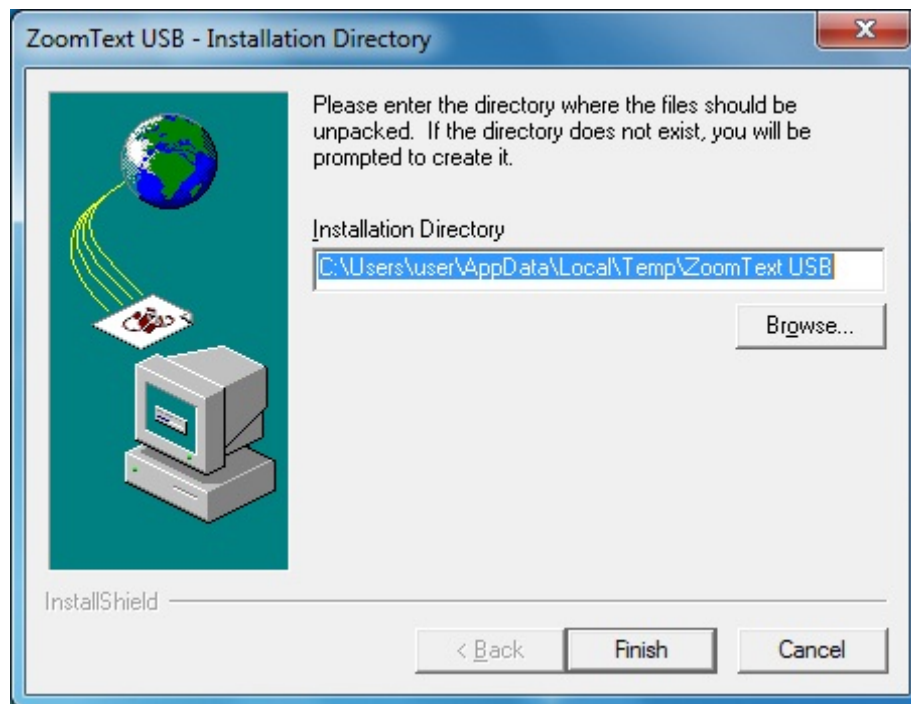 ZoomText USB - Installation Directory
Please enter the directory where the files should be
unpacked.  If the directory does not exist, you will be
prompted to create it.
Installation Directory
C:\Users\user\AppData\Local\Temp\ZoomText USB
Browse...
InstallShield
< Back
Finish
Cancel